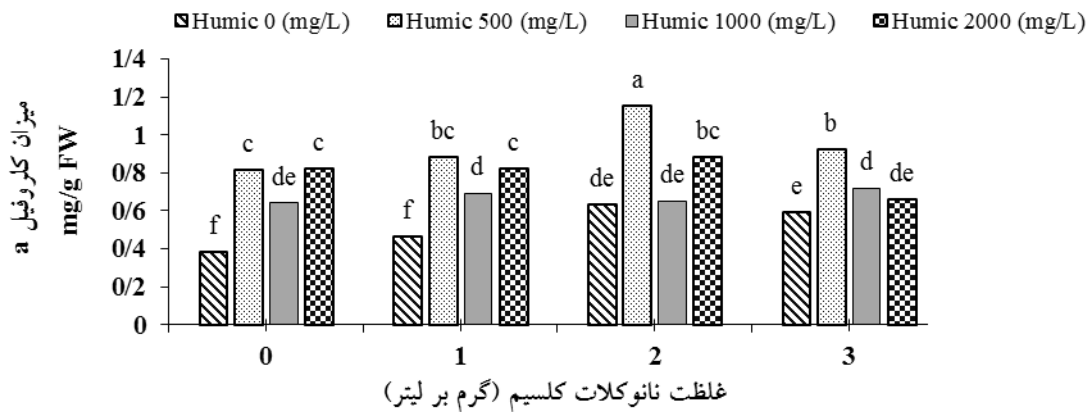 Humic 0 (mg/L) Humic 500 (mg/L) Humic 1000 (mg/L) Humic 2000 (mg/L)
میزان کلروفیل a
mg/g FW
1/4
1/2
1
0/8
0/6
0/4
0/2
0
f c de c
f bc d c
de a de bc
e b d de
0 1 2 3
غلظت نانوکلات کلسیم (گرم بر لیتر)